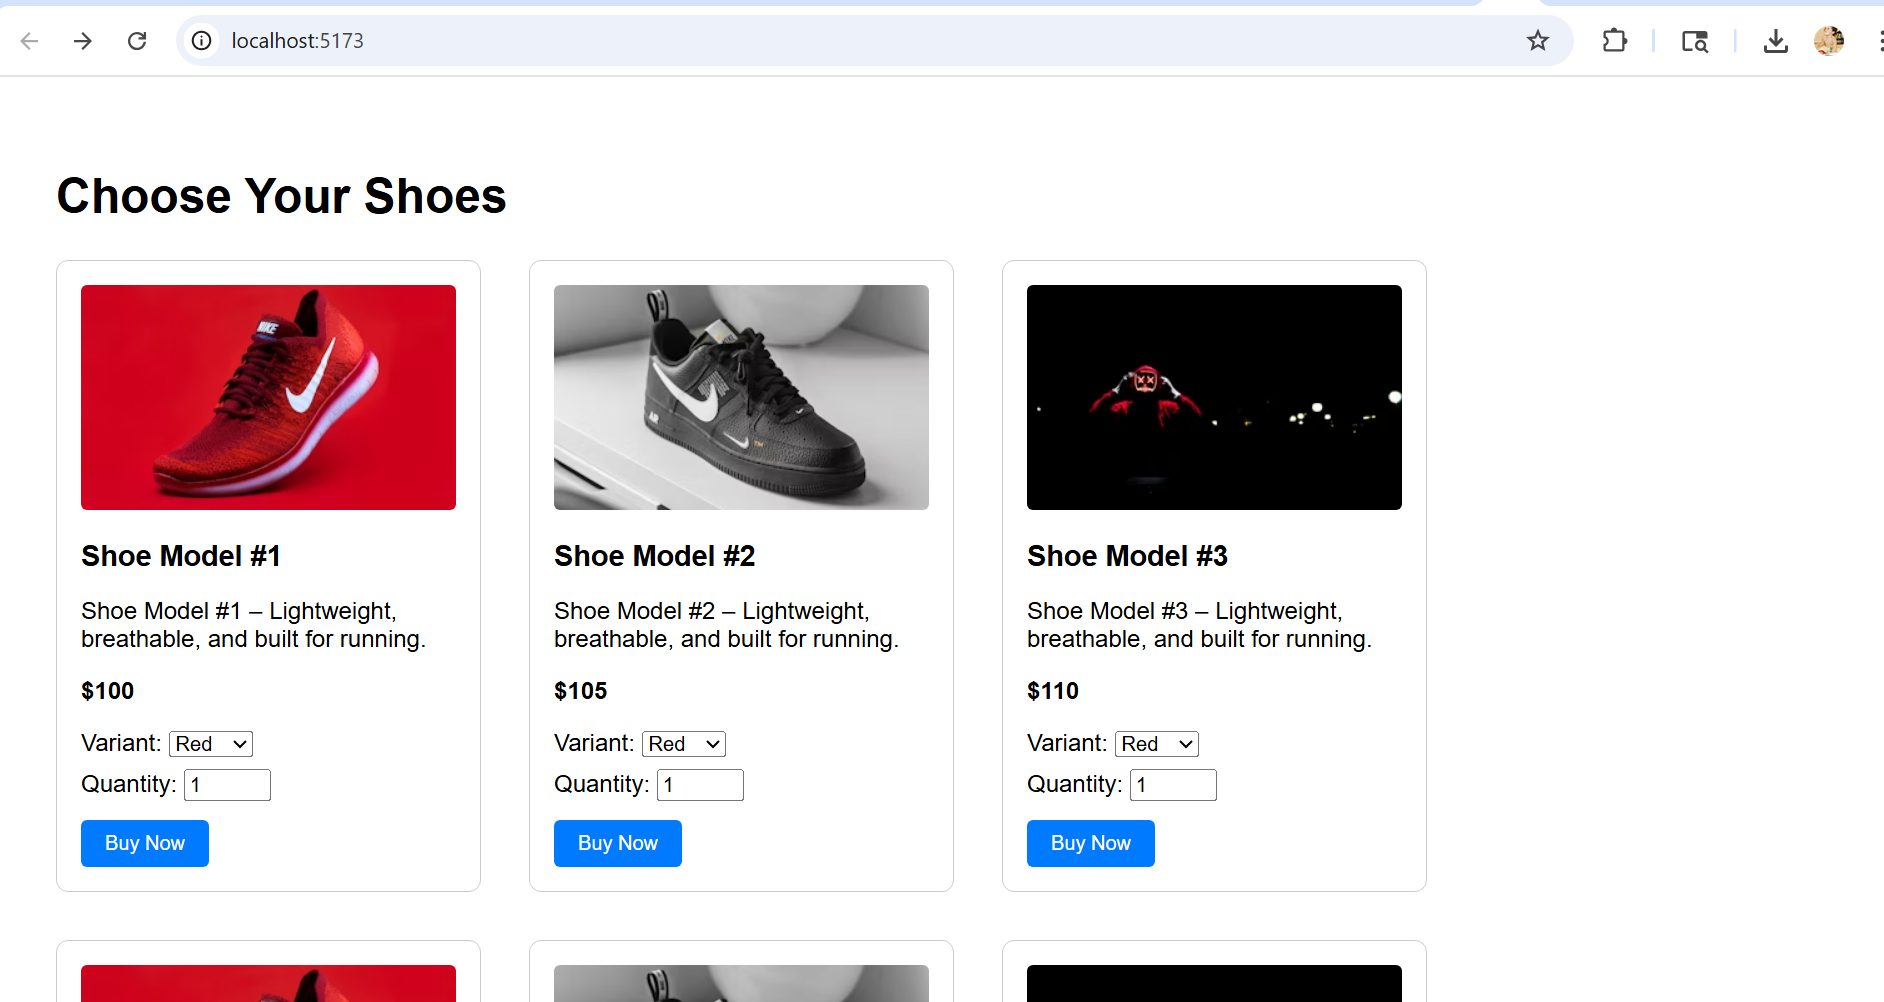 localhost:5173
Choose Your Shoes
NIKE
AIR
Shoe Model #1
Shoe Model #2
Shoe Model #3
Shoe Model #1 – Lightweight,
breathable, and built for running.
Shoe Model #2 – Lightweight,
breathable, and built for running.
Shoe Model #3 – Lightweight,
breathable, and built for running.
$100
$105
$110
Variant: Red
Variant: Red
Variant: Red
Quantity: 1
Quantity: 1
Quantity: 1
Buy Now
Buy Now
Buy Now